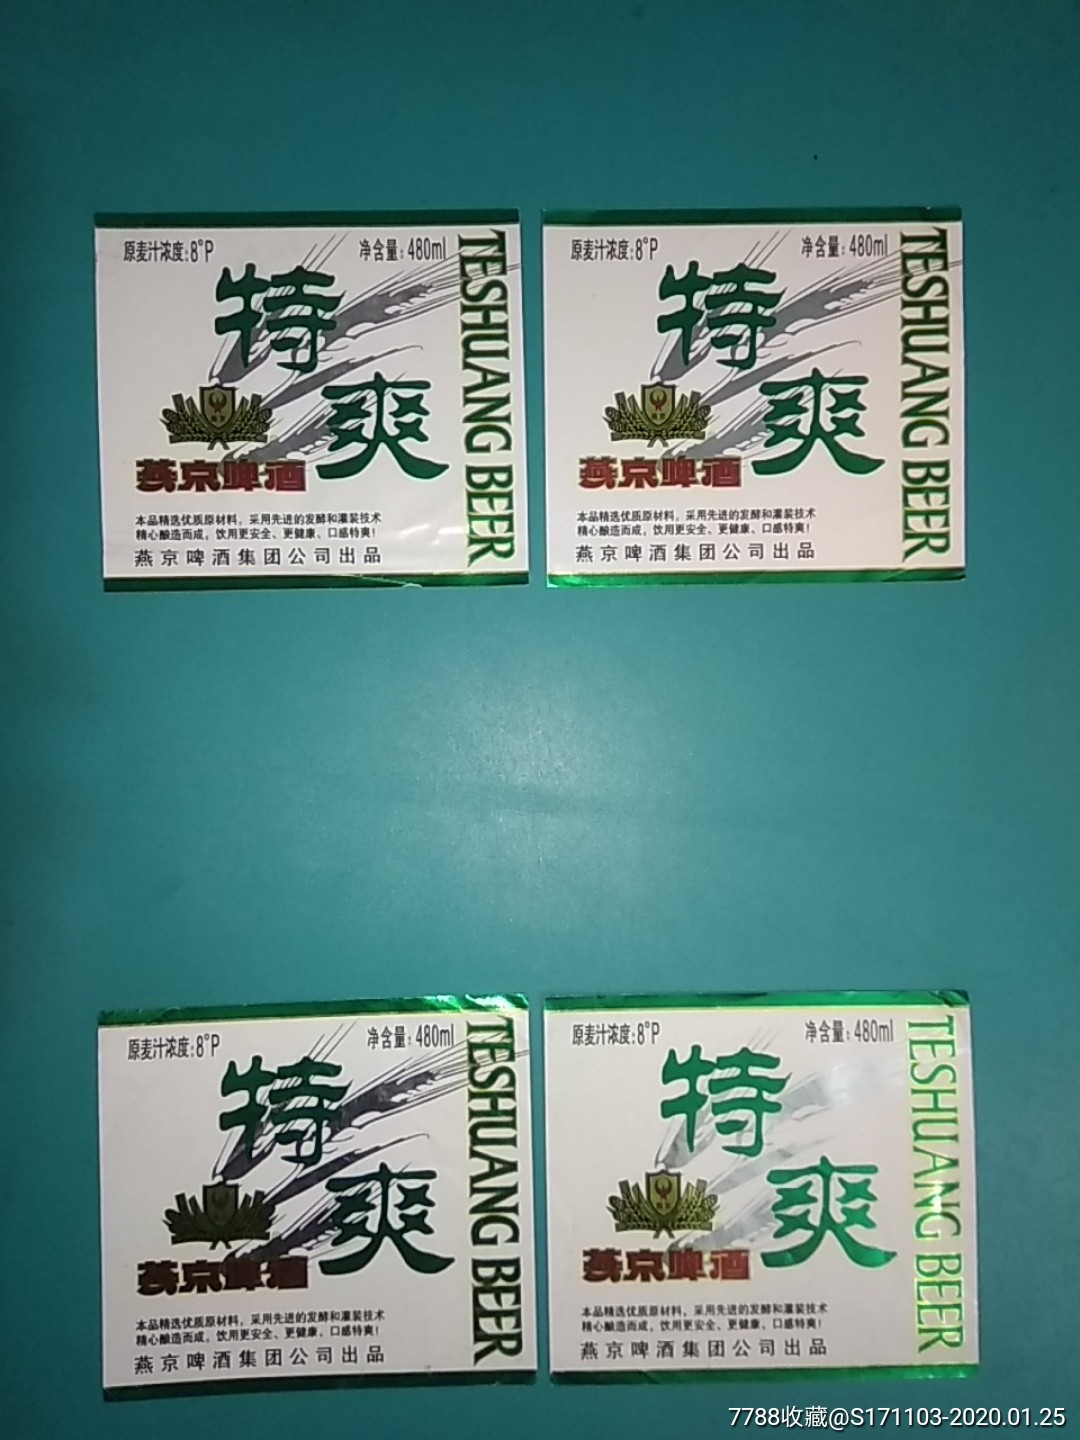 原麦汁浓度:8°P
净含量:480ml
特
爽
TESHUANG BEER
燕京啤酒
本品精选优质原材料，采用先进的发酵和灌装技术
精心酿造而成，饮用更安全、更健康、口感特爽！
燕京啤酒集团公司出品
原麦汁浓度:8°P
净含量:480ml
特
爽
TESHUANG BEER
燕京啤酒
本品精选优质原材料，采用先进的发酵和灌装技术
精心酿造而成，饮用更安全、更健康、口感特爽！
燕京啤酒集团公司出品
原麦汁浓度:8°P
净含量:480ml
特
爽
TESHUANG BEER
燕京啤酒
本品精选优质原材料，采用先进的发酵和灌装技术
精心酿造而成，饮用更安全、更健康、口感特爽！
燕京啤酒集团公司出品
原麦汁浓度:8°P
净含量:480ml
特
爽
TESHUANG BEER
燕京啤酒
本品精选优质原材料，采用先进的发酵和灌装技术
精心酿造而成，饮用更安全、更健康、口感特爽！
燕京啤酒集团公司出品
7788收藏@S171103-2020.01.25